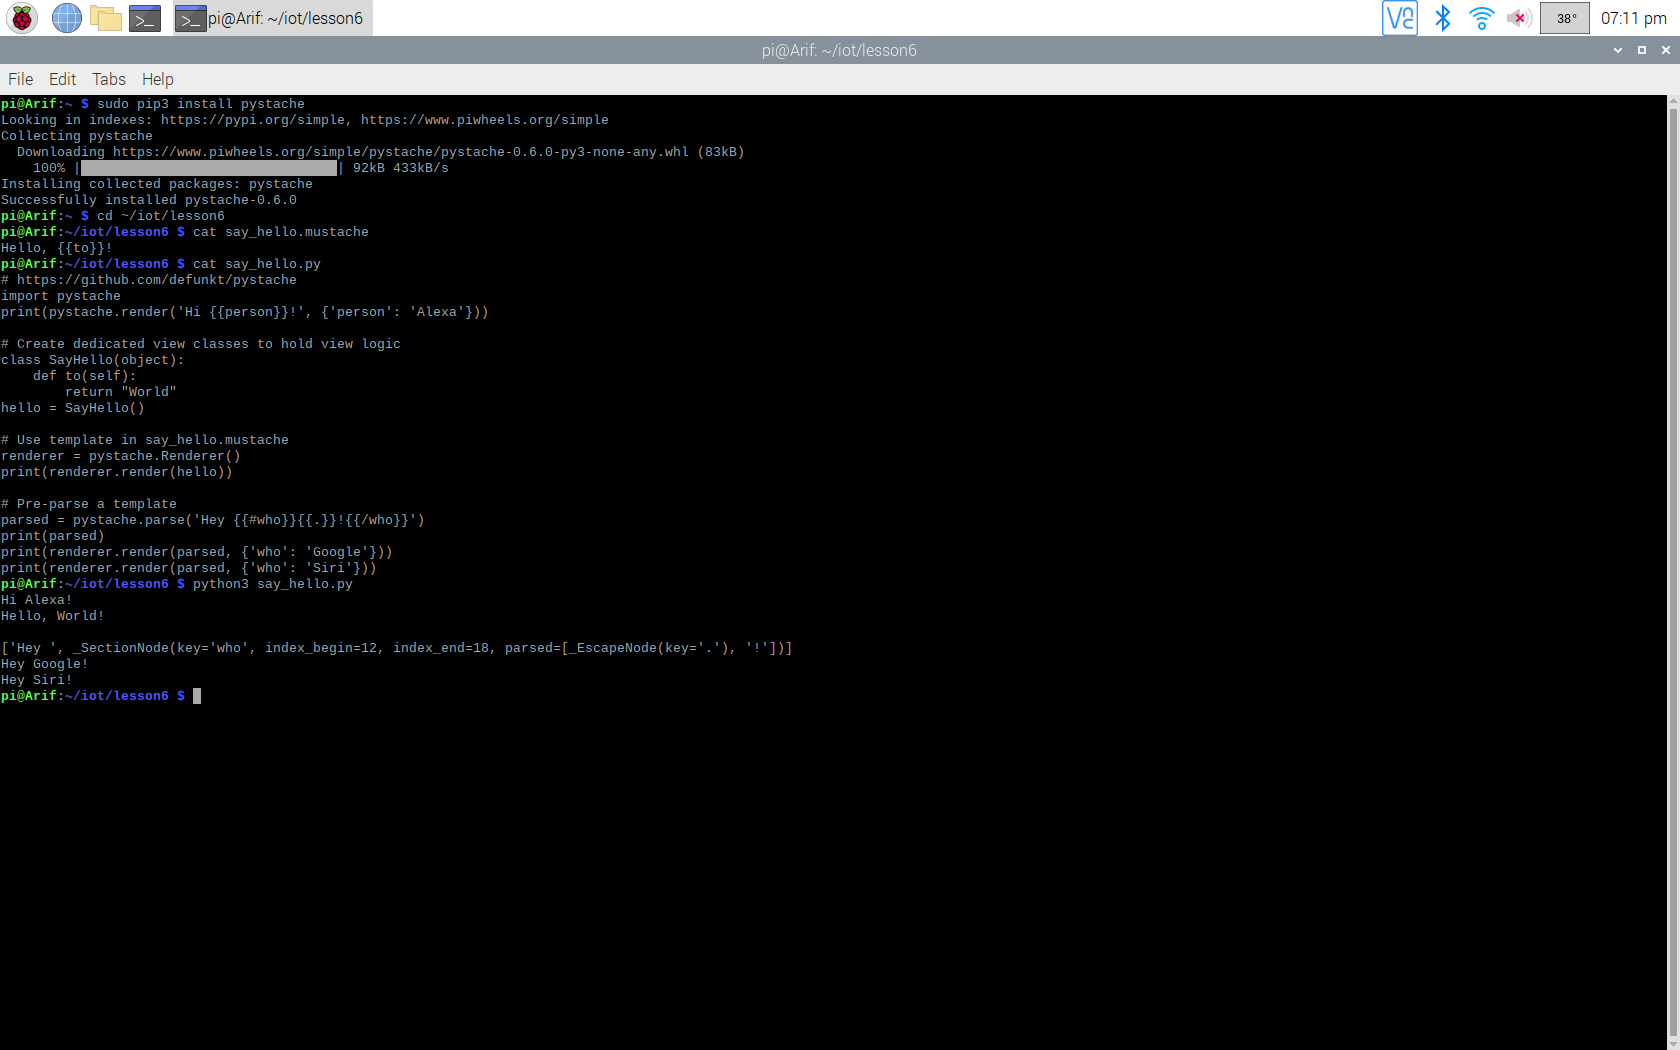 pi@Arif: ~/iot/lesson6
38°
07:11 pm
pi@Arif: ~/iot/lesson6
File Edit Tabs Help
pi@Arif:~ $ sudo pip3 install pystache
Looking in indexes: https://pypi.org/simple, https://www.piwheels.org/simple
Collecting pystache
  Downloading https://www.piwheels.org/simple/pystache/pystache-0.6.0-py3-none-any.whl (83kB)
    100% |████████████████████████████████| 92kB 433kB/s
Installing collected packages: pystache
Successfully installed pystache-0.6.0
pi@Arif:~ $ cd ~/iot/lesson6
pi@Arif:~/iot/lesson6 $ cat say_hello.mustache
Hello, {{to}}!
pi@Arif:~/iot/lesson6 $ cat say_hello.py
# https://github.com/defunkt/pystache
import pystache
print(pystache.render('Hi {{person}}!', {'person': 'Alexa'}))

# Create dedicated view classes to hold view logic
class SayHello(object):
    def to(self):
        return "World"
hello = SayHello()

# Use template in say_hello.mustache
renderer = pystache.Renderer()
print(renderer.render(hello))

# Pre-parse a template
parsed = pystache.parse('Hey {{#who}}{{.}}!{{/who}}')
print(parsed)
print(renderer.render(parsed, {'who': 'Google'}))
print(renderer.render(parsed, {'who': 'Siri'}))
pi@Arif:~/iot/lesson6 $ python3 say_hello.py
Hi Alexa!
Hello, World!

['Hey ', _SectionNode(key='who', index_begin=12, index_end=18, parsed=[_EscapeNode(key='.'), '!'])]
Hey Google!
Hey Siri!
pi@Arif:~/iot/lesson6 $